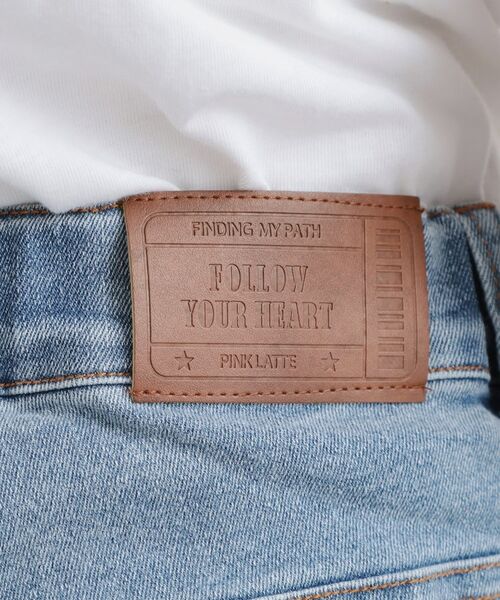 FINDING MY PATH
FOLLOW
YOUR HEART
PINK LATTE